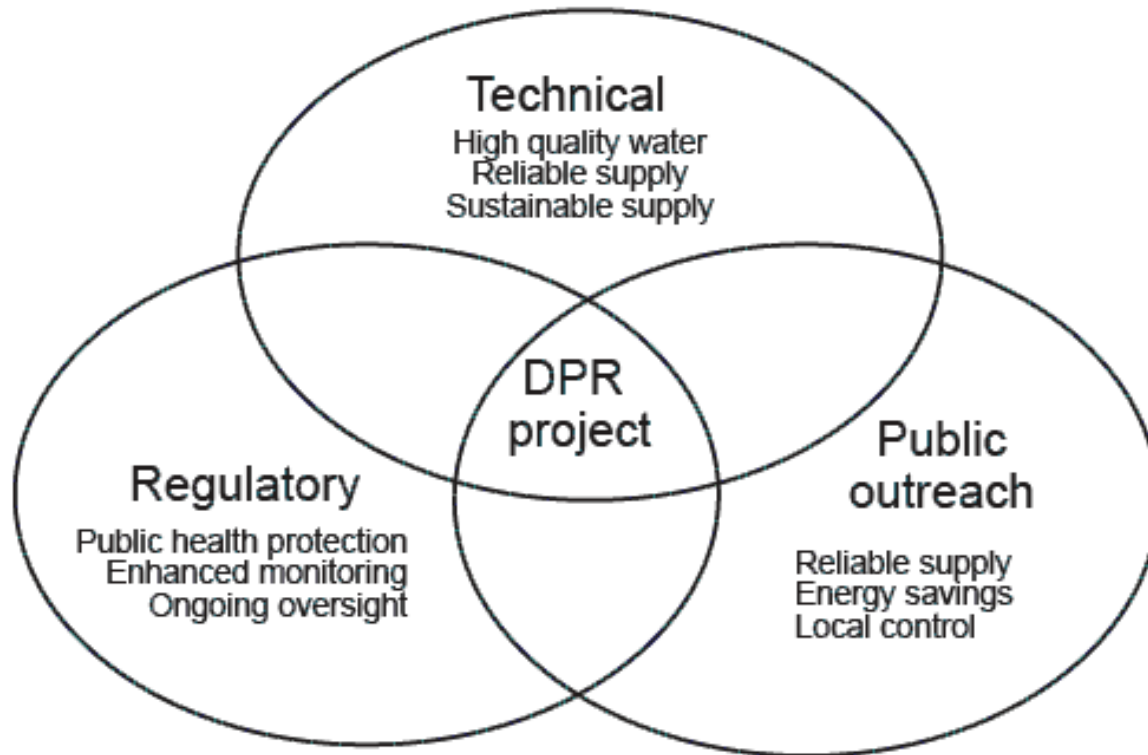 Technical
High quality water
Reliable supply
Sustainable supply
DPR
project
Regulatory
Public health protection
Enhanced monitoring
Ongoing oversight
Public
outreach
Reliable supply
Energy savings
Local control